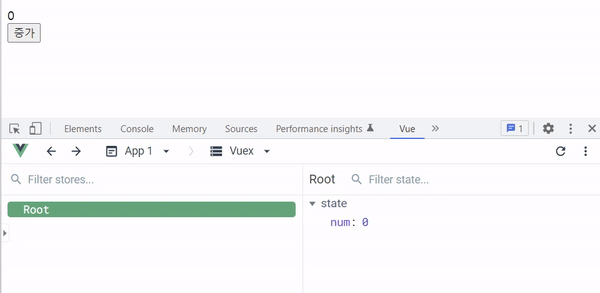 0
증가
Elements Console Memory Sources Performance insights Vue 1
App 1 Vuex
Filter stores... Root Filter state...
Root state
num: 0